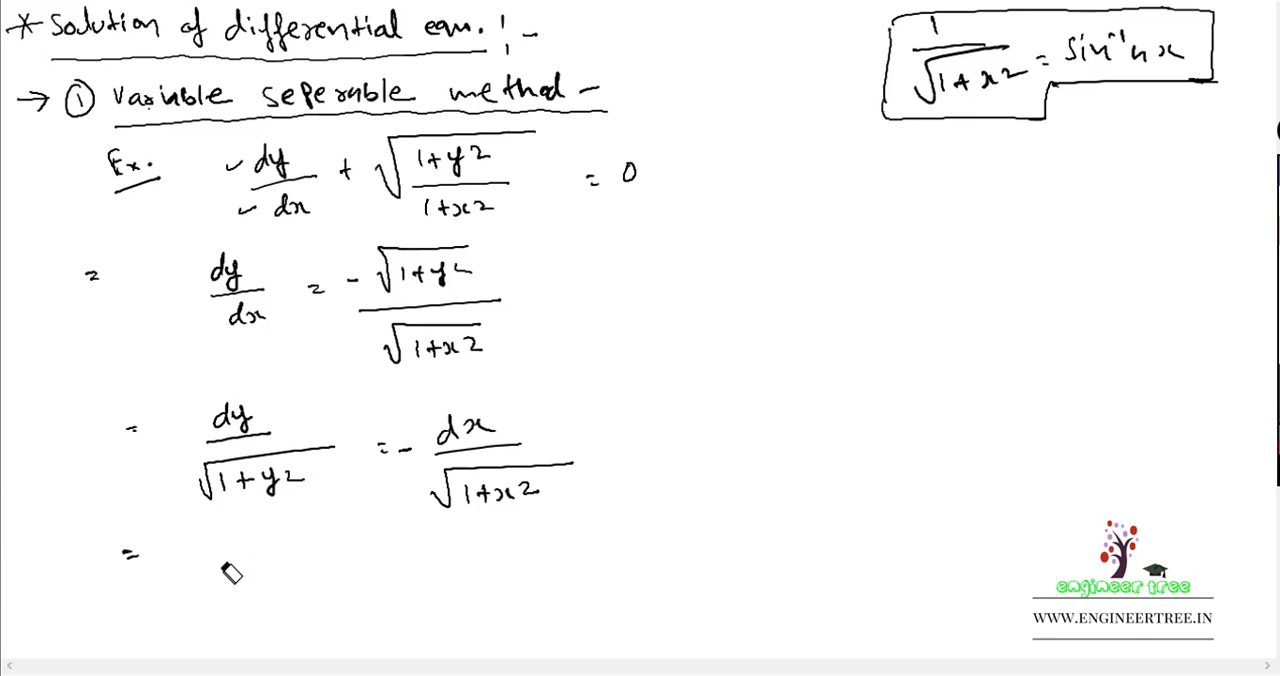 * Solution of differential eqn. ! -
→ ① Variable seperable method -
1/√(1+x2) = Sin⁻¹ h x
Ex. dy/dx + √((1+y2)/(1+x2)) = 0
= dy/dx = - √(1+y2)/√(1+x2)
= dy/√(1+y2) = - dx/√(1+x2)
=
engineer tree
WWW.ENGINEERTREE.IN